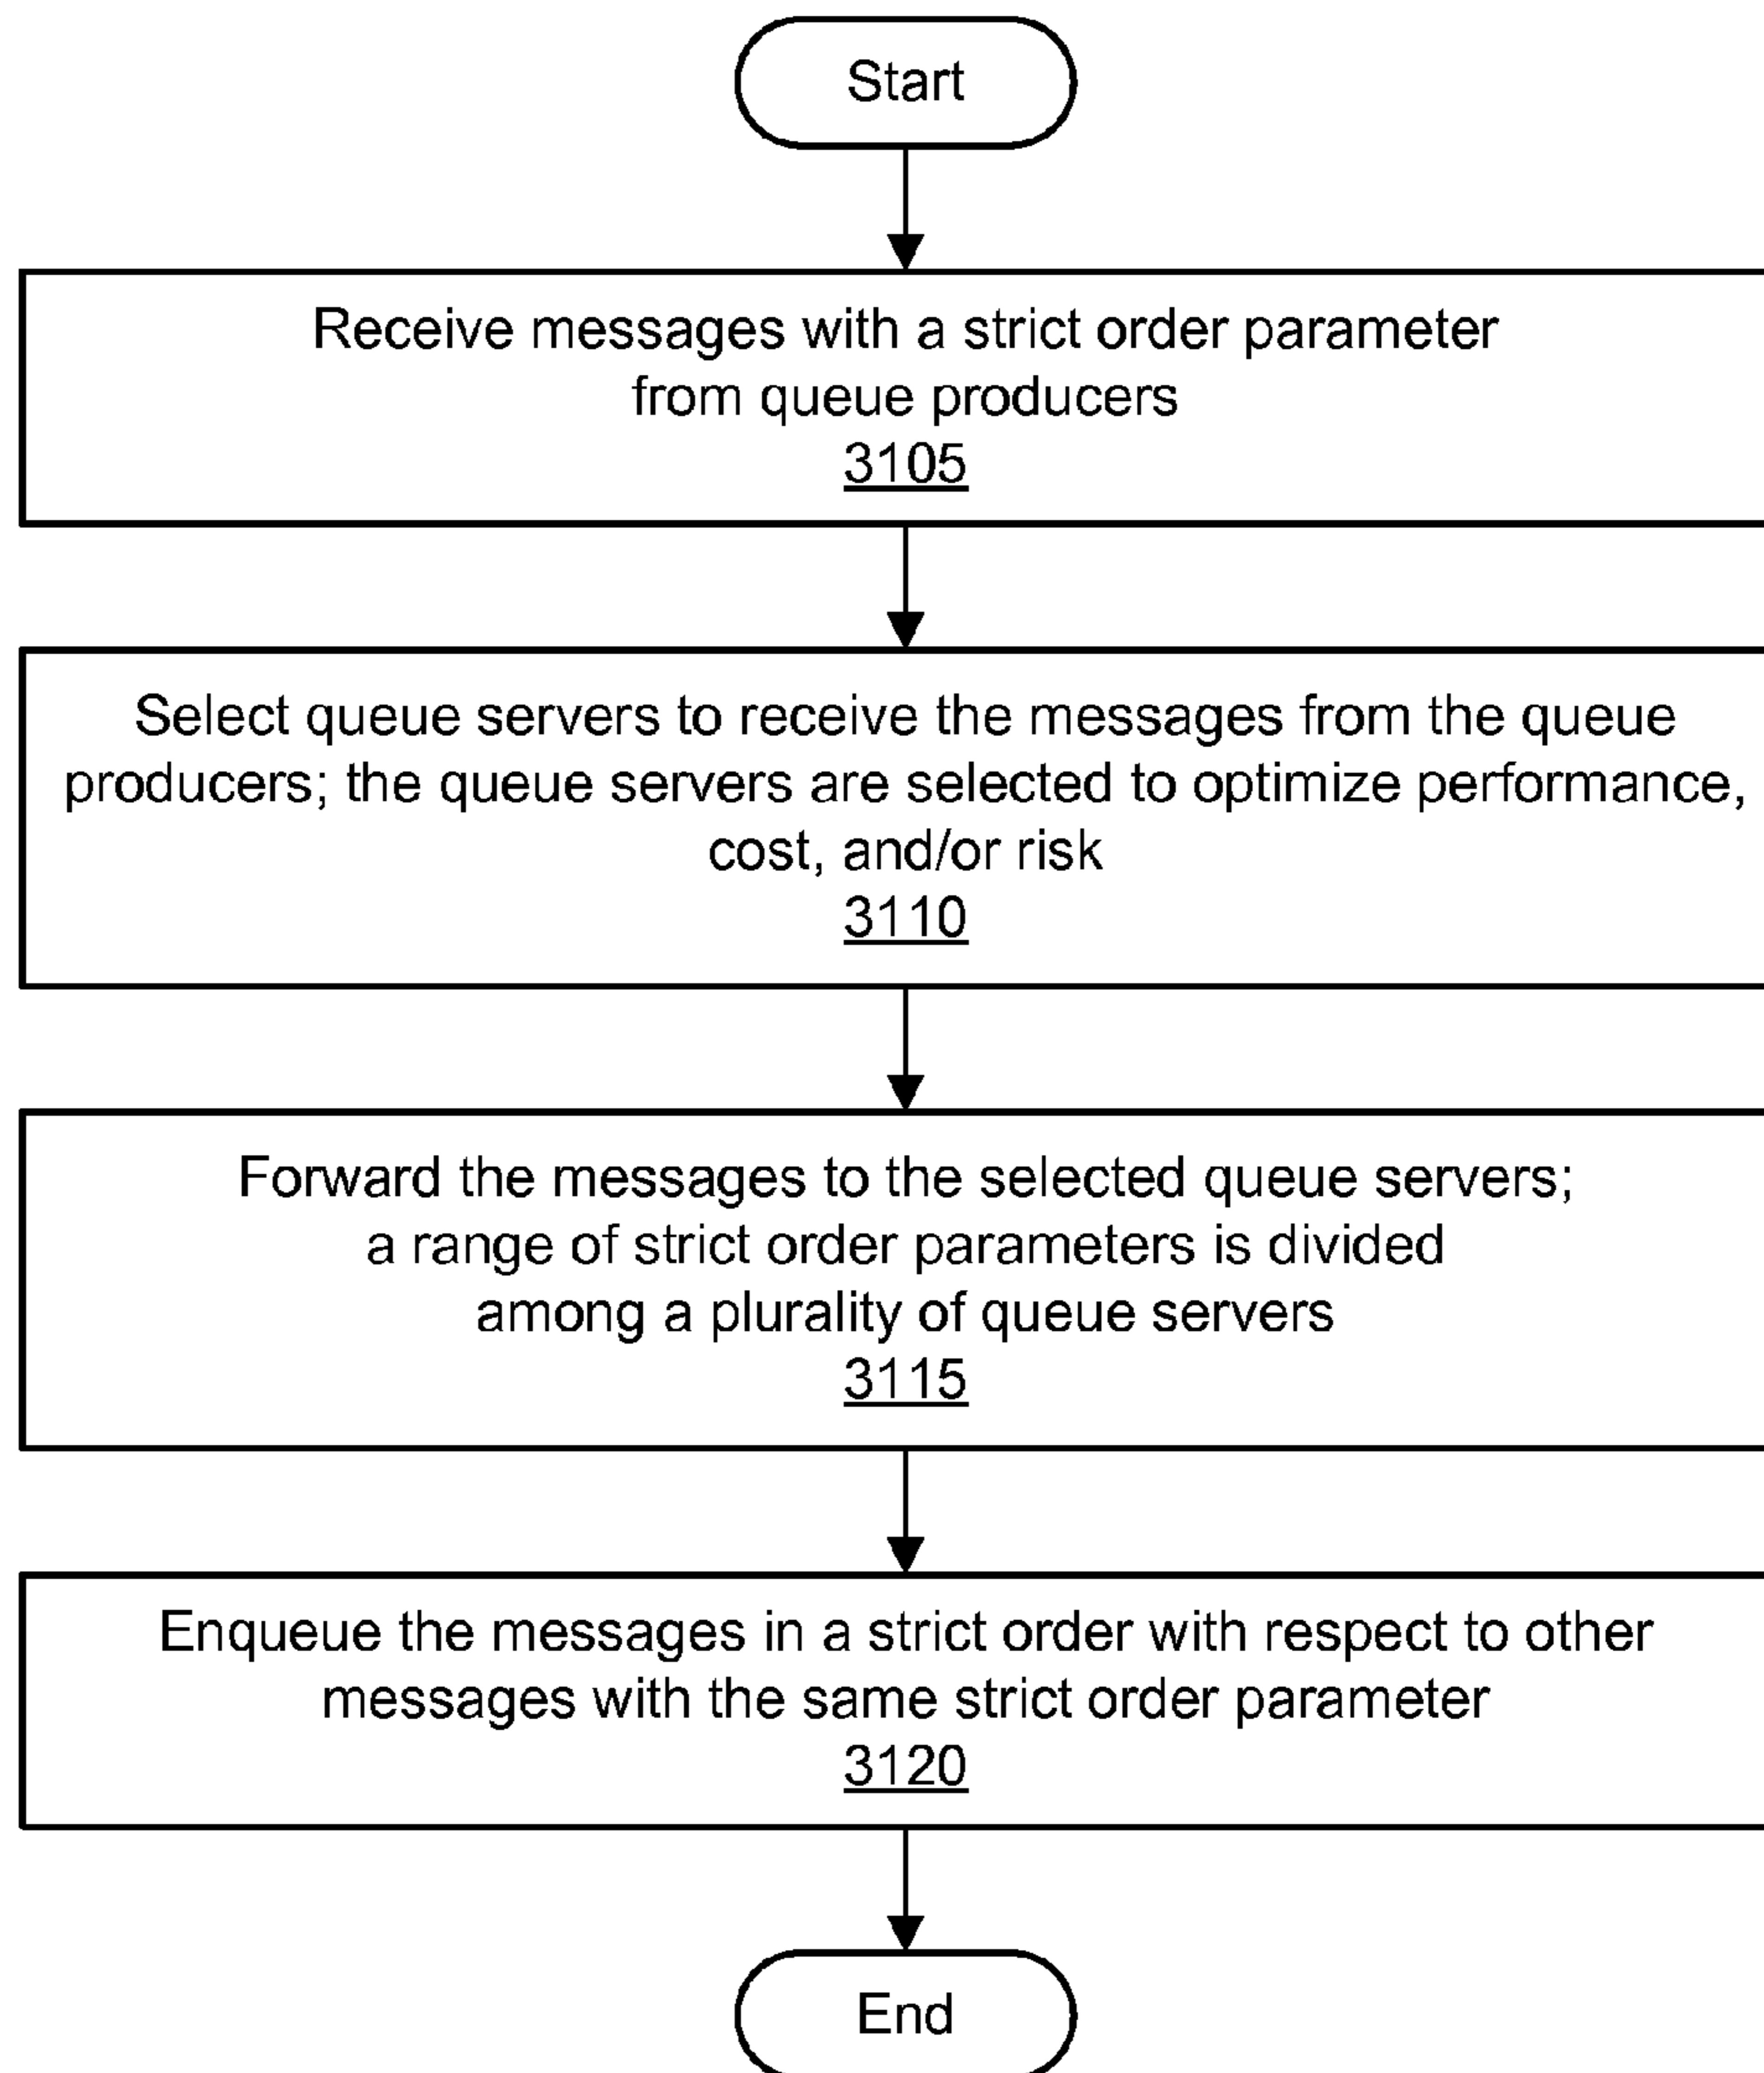 Start
Receive messages with a strict order parameter
from queue producers
3105
Select queue servers to receive the messages from the queue
producers; the queue servers are selected to optimize performance,
cost, and/or risk
3110
Forward the messages to the selected queue servers;
a range of strict order parameters is divided
among a plurality of queue servers
3115
Enqueue the messages in a strict order with respect to other
messages with the same strict order parameter
3120
End